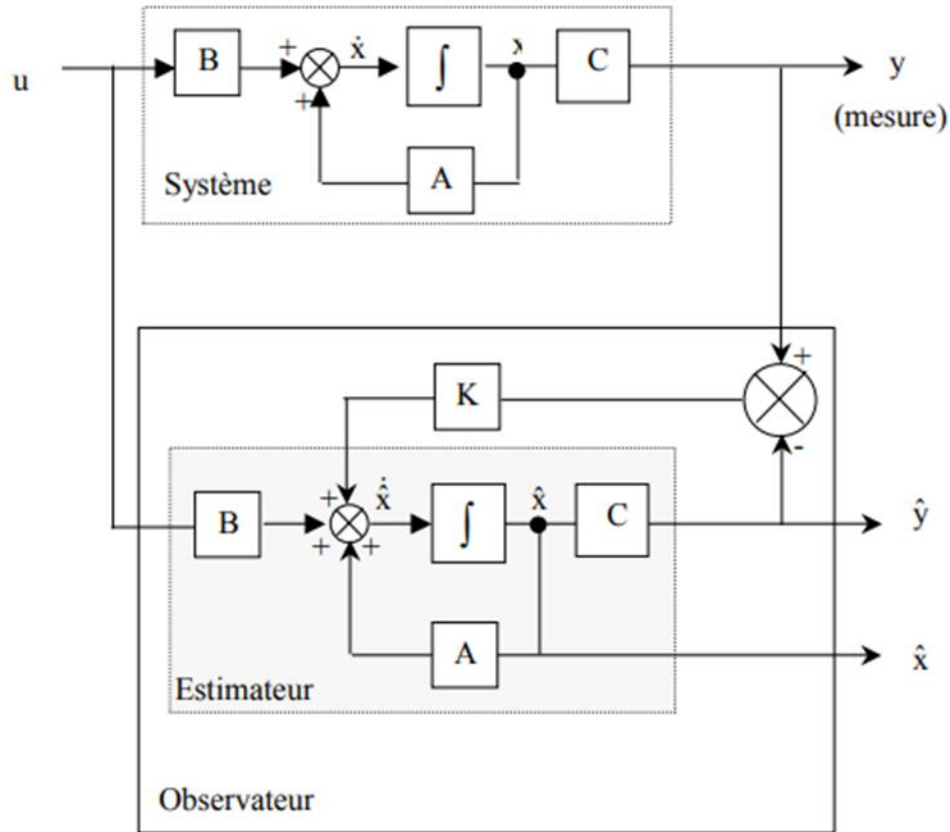 u
B
+
+
ẋ
∫
C
y
(mesure)
A
Système
K
+
-
B
+
+
+
x̂̇
∫
x̂
C
ŷ
A
x̂
Estimateur
Observateur